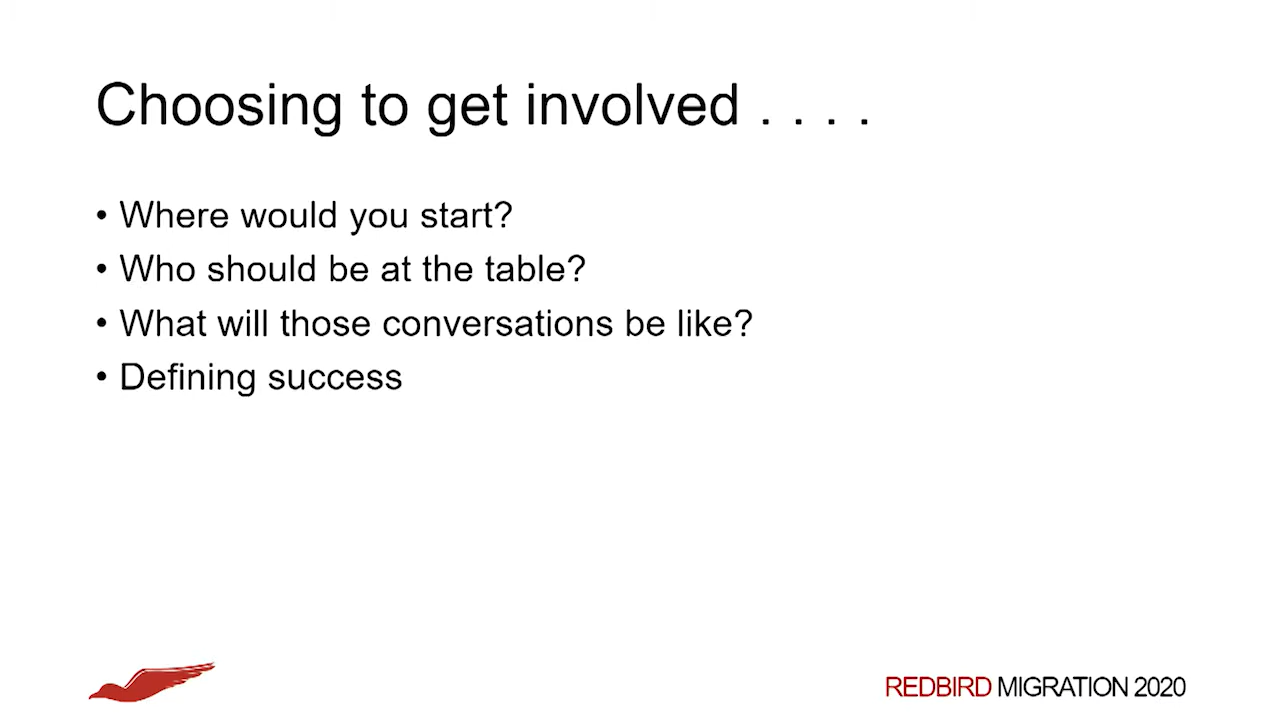 Choosing to get involved . . . .
• Where would you start?
• Who should be at the table?
• What will those conversations be like?
• Defining success
REDBIRD MIGRATION 2020